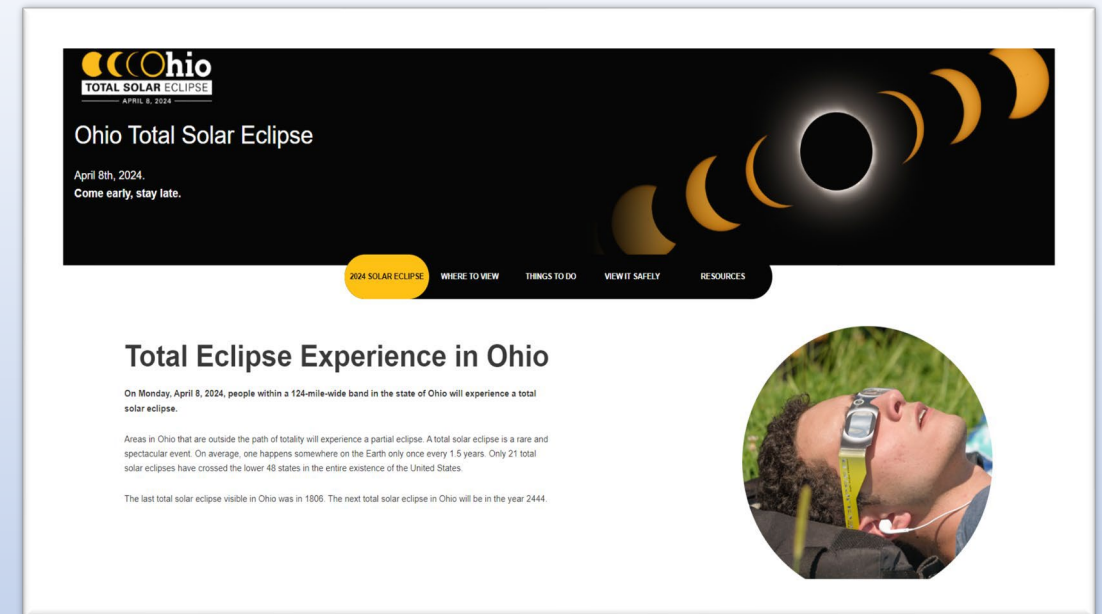 Ohio
TOTAL SOLAR ECLIPSE
APRIL 8, 2024
Ohio Total Solar Eclipse
April 8th, 2024.
Come early, stay late.
2024 SOLAR ECLIPSE WHERE TO VIEW THINGS TO DO VIEW IT SAFELY RESOURCES
Total Eclipse Experience in Ohio
On Monday, April 8, 2024, people within a 124-mile-wide band in the state of Ohio will experience a total
solar eclipse.
Areas in Ohio that are outside the path of totality will experience a partial eclipse. A total solar eclipse is a rare and
spectacular event. On average, one happens somewhere on the Earth only once every 1.5 years. Only 21 total
solar eclipses have crossed the lower 48 states in the entire existence of the United States.
The last total solar eclipse visible in Ohio was in 1806. The next total solar eclipse in Ohio will be in the year 2444.